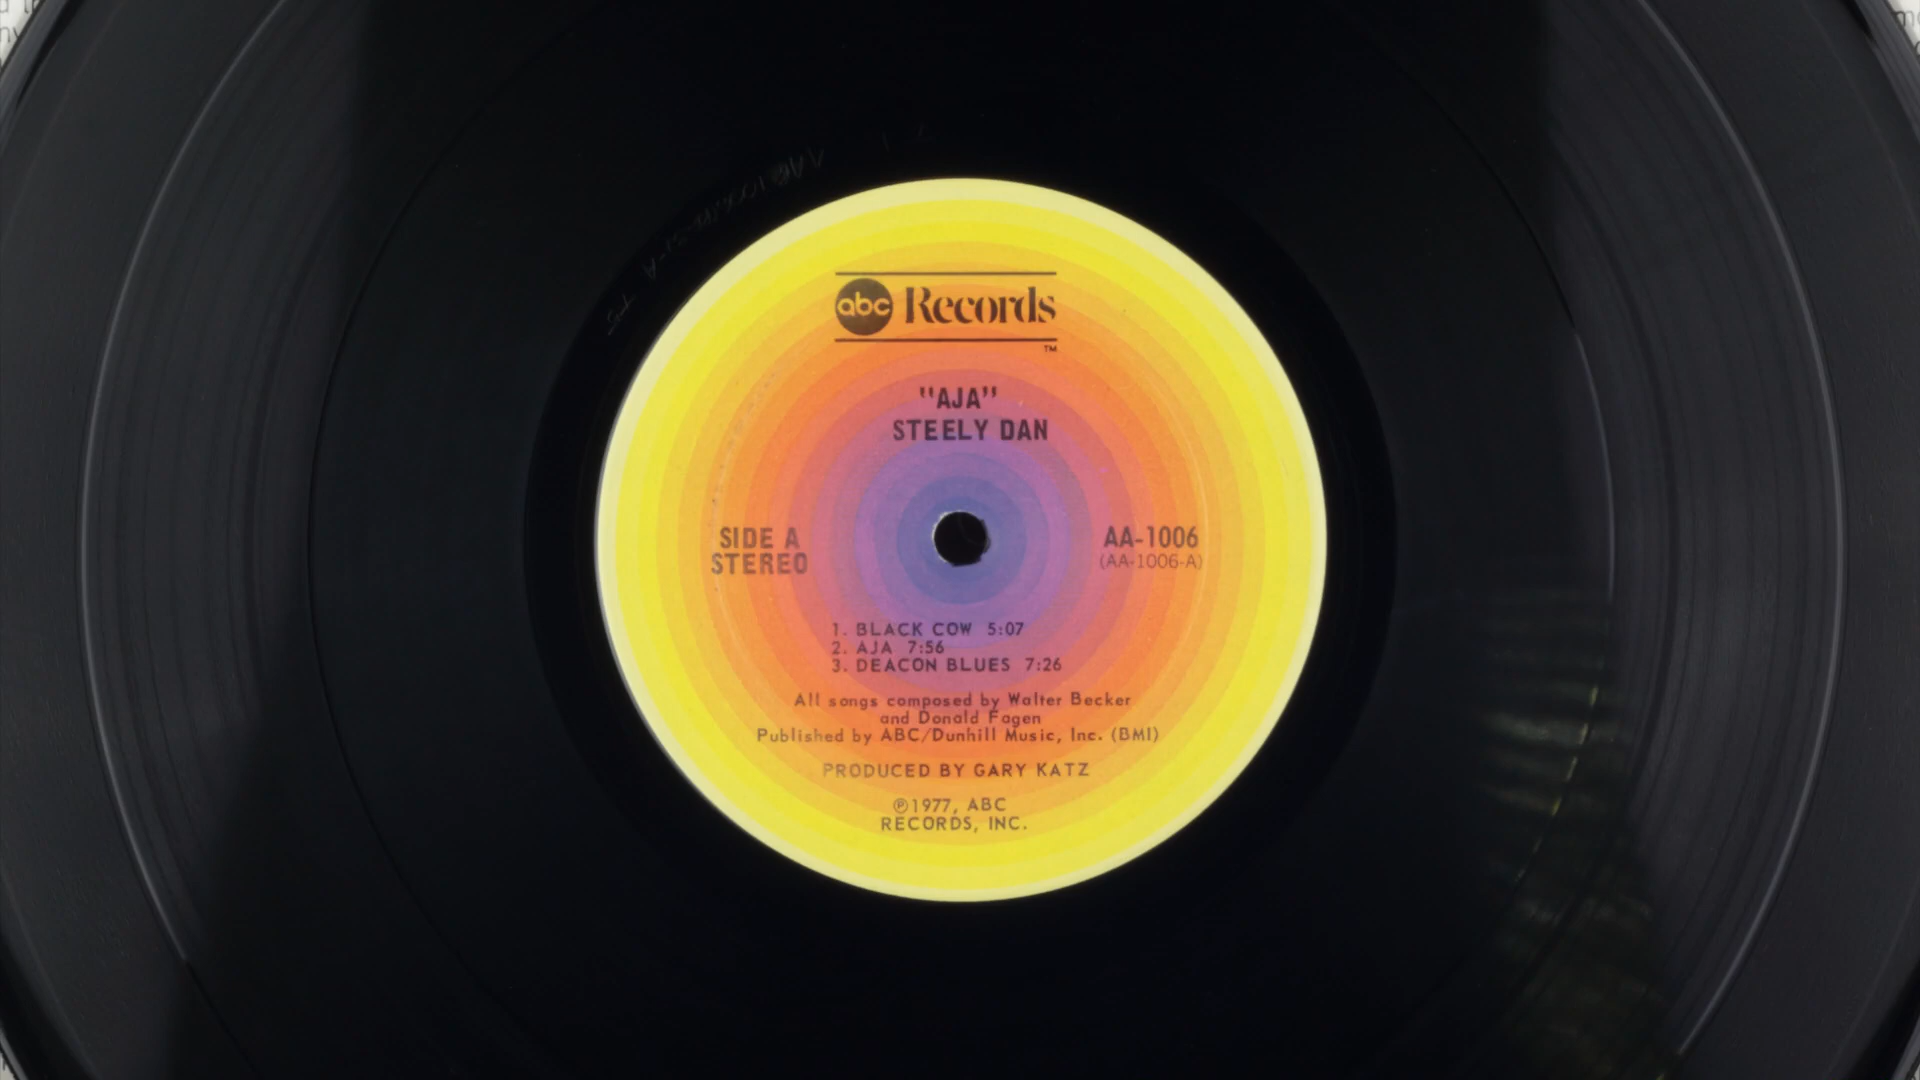 abc Records
™
"AJA"
STEELY DAN
SIDE A
STEREO
AA-1006
(AA-1006-A)
1. BLACK COW 5:07
2. AJA 7:56
3. DEACON BLUES 7:26
All songs composed by Walter Becker
and Donald Fagen
Published by ABC/Dunhill Music, Inc. (BMI)
PRODUCED BY GARY KATZ
℗1977, ABC
RECORDS, INC.